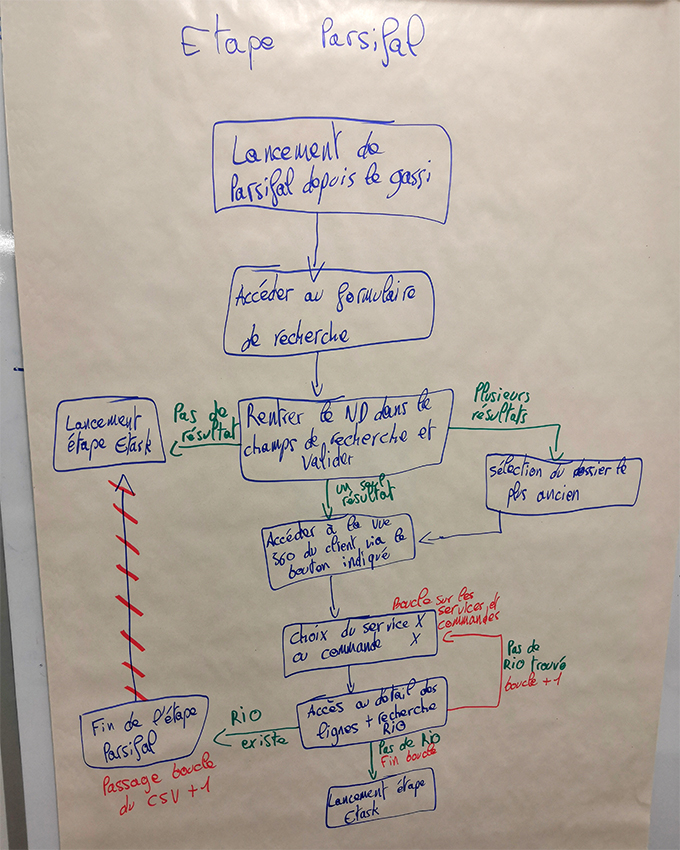 Etape Parsifal
Lancement de
Parsifal depuis le gassi
Accéder au formulaire
de recherche
Rentrer le ND dans le
champs de recherche et
Valider
Pas de
résultat
Lancement
étape Etask
Plusieurs
résultats
sélection du dossier le
plus ancien
un seul
résultat
Accéder à la vue
360 du client via le
bouton indiqué
Boucle sur les
services et
commandes
choix du service X
ou commande X
Pas de
RIO trouvé
boucle +1
Accès au détail des
lignes + recherche
RIO
RIO
existe
Fin de l'étape
Parsifal
Passage boucle
du CSV +1
Pas de RIO
Fin boucle
Lancement étape
Etask